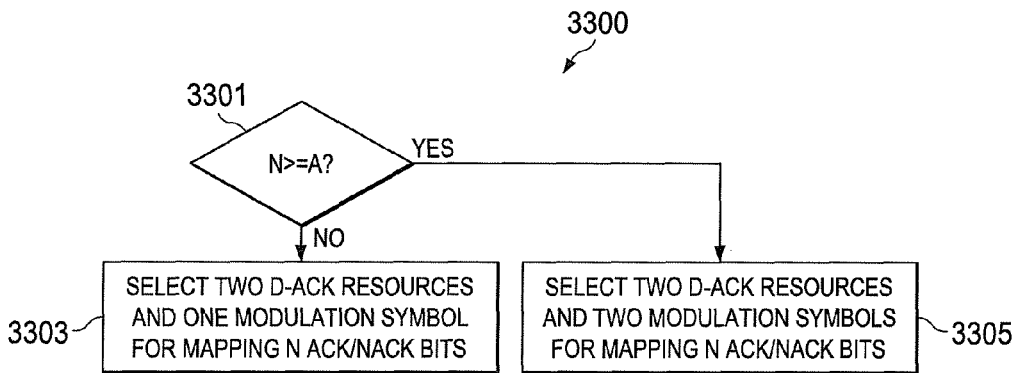 3300
3301
N>=A?
YES
NO
SELECT TWO D-ACK RESOURCES
AND ONE MODULATION SYMBOL
FOR MAPPING N ACK/NACK BITS
3303
SELECT TWO D-ACK RESOURCES
AND TWO MODULATION SYMBOLS
FOR MAPPING N ACK/NACK BITS
3305